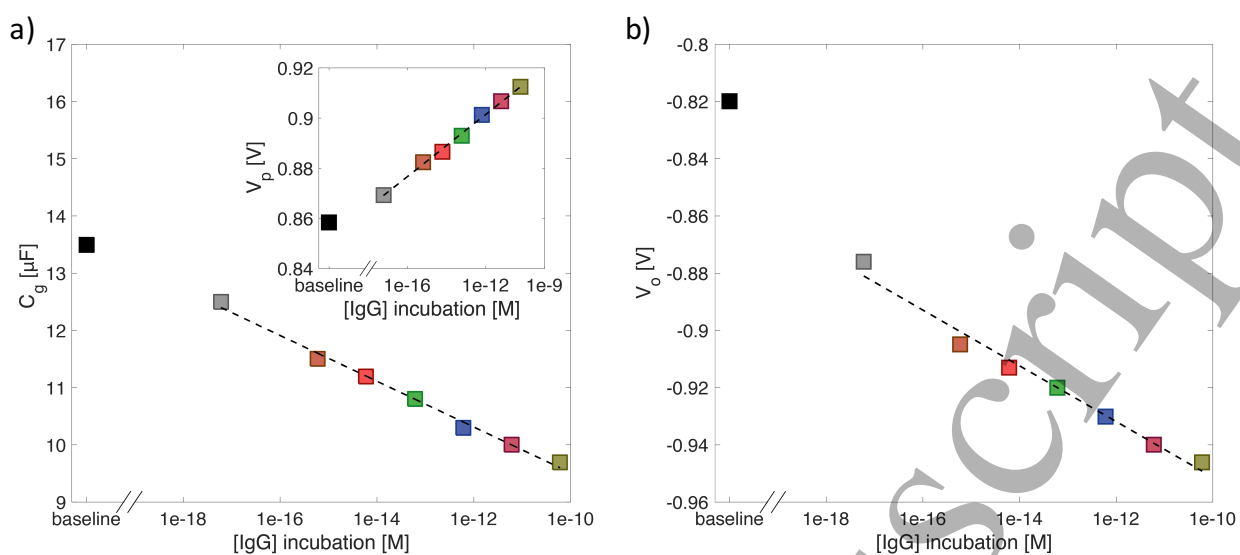 a)
17
16
15
14
13
12
11
10
9
C_g [µF]
baseline
1e-18
1e-16
1e-14
1e-12
1e-10
[IgG] incubation [M]
0.92
0.9
0.88
0.86
0.84
V_p [V]
baseline
1e-16
1e-12
1e-9
[IgG] incubation [M]
b)
-0.8
-0.82
-0.84
-0.86
-0.88
-0.9
-0.92
-0.94
-0.96
V_o [V]
baseline
1e-18
1e-16
1e-14
1e-12
1e-10
[IgG] incubation [M]
script